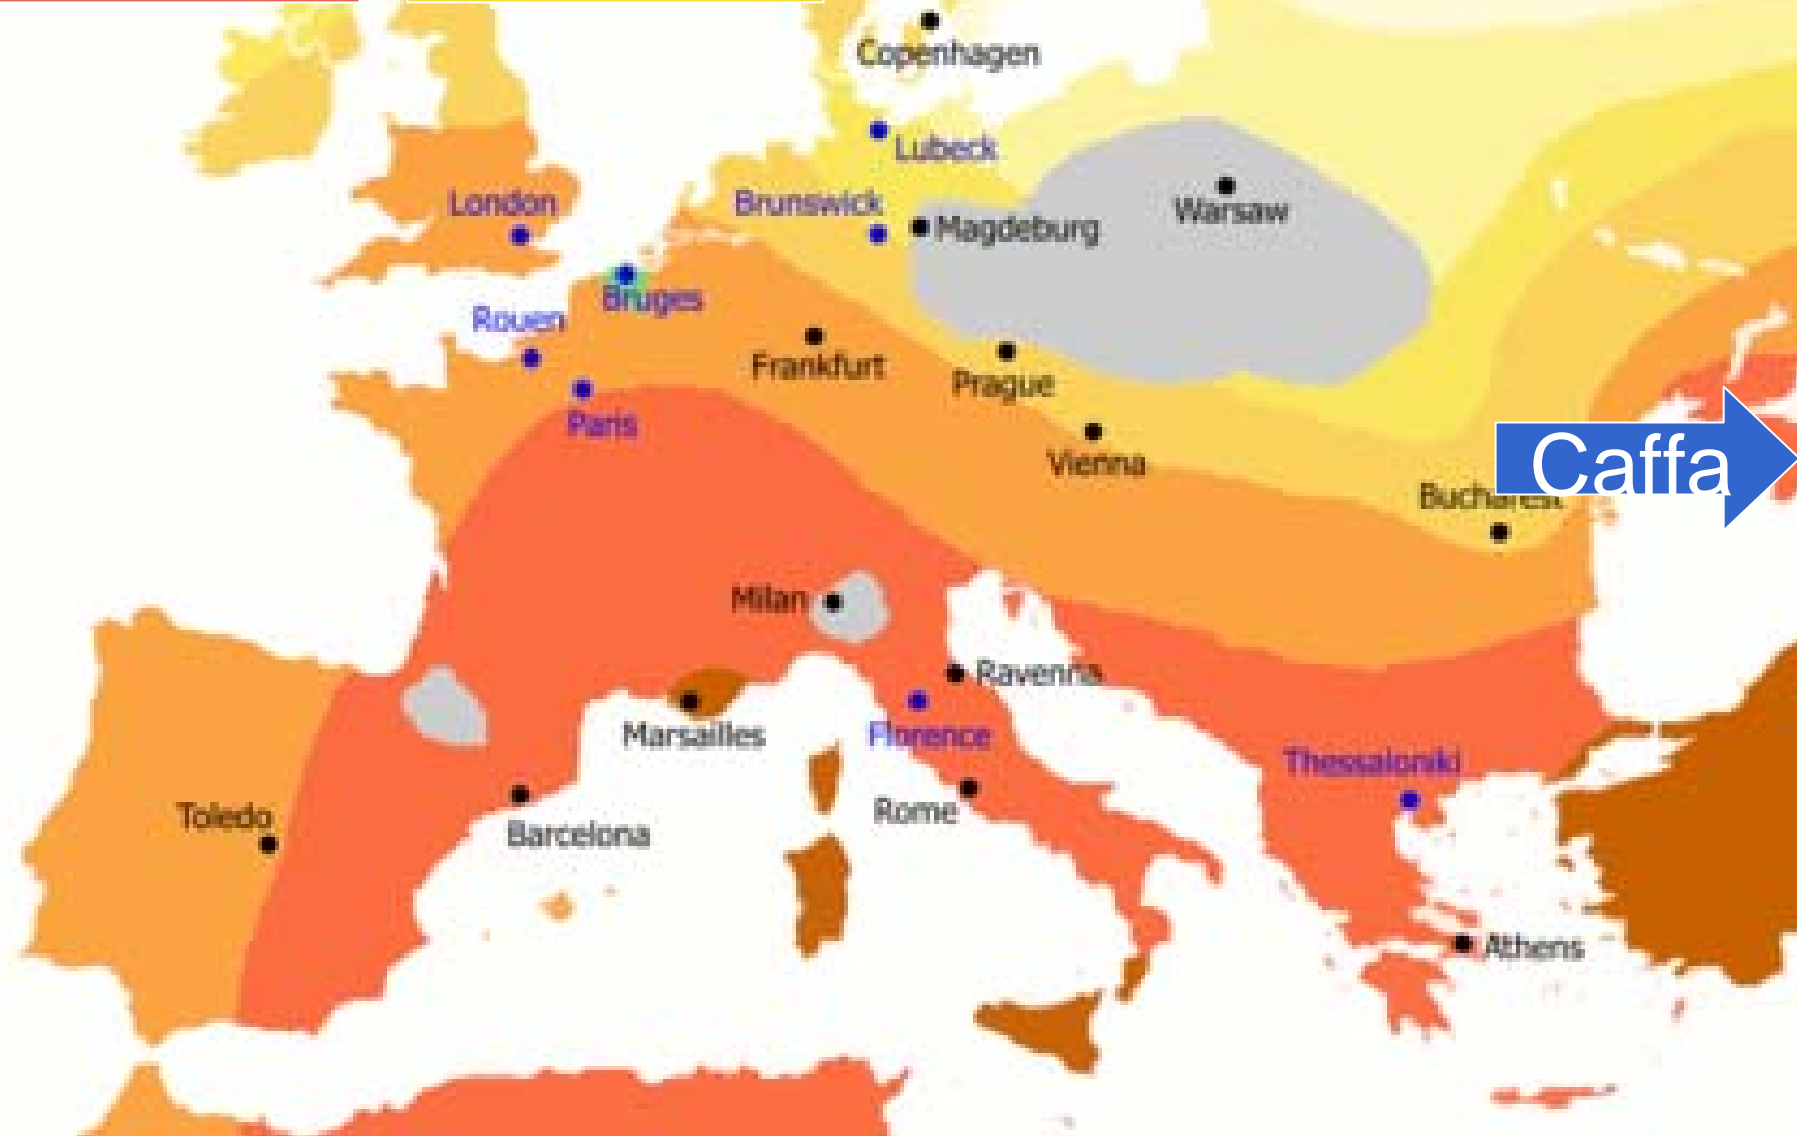 Copenhagen
Lubeck
Brunswick
Magdeburg
Warsaw
London
Bruges
Rouen
Frankfurt
Prague
Paris
Vienna
Caffa
Bucharest
Milan
Ravenna
Marsailles
Florence
Thessaloniki
Toledo
Rome
Barcelona
Athens